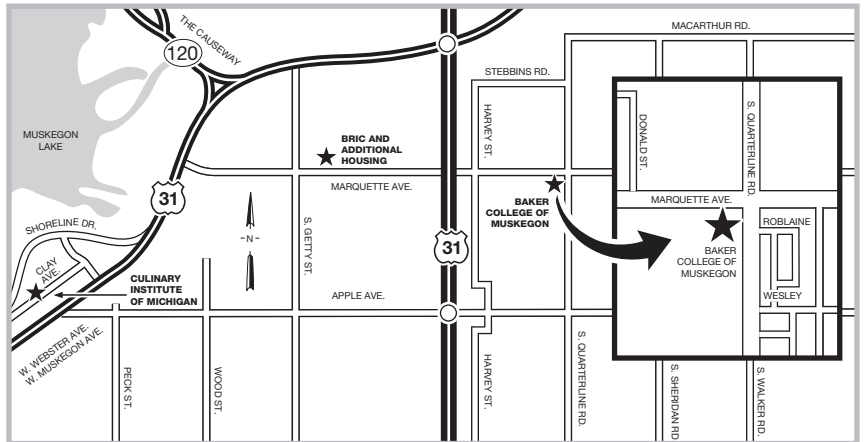 THE CAUSEWAY
120
MACARTHUR RD.
STEBBINS RD.
MUSKEGON
LAKE
BRIC AND
ADDITIONAL
HOUSING
HARVEY ST.
DONALD ST.
S. QUARTERLINE RD.
MARQUETTE AVE.
31
BAKER
COLLEGE OF
MUSKEGON
MARQUETTE AVE.
ROBLAINE
BAKER
COLLEGE OF
MUSKEGON
WESLEY
SHORELINE DR.
-N-
S. GETTY ST.
31
CLAY
AVE.
CULINARY
INSTITUTE
OF MICHIGAN
APPLE AVE.
W. WEBSTER AVE.
W. MUSKEGON AVE.
PECK ST.
WOOD ST.
HARVEY ST.
S. QUARTERLINE RD.
S. SHERIDAN RD.
S. WALKER RD.